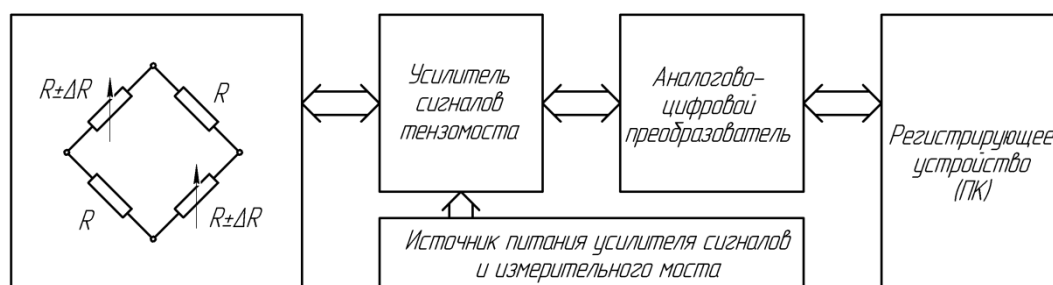 R±ΔR
R
R
R±ΔR
Усилитель
сигналов
тензомоста
Аналогово-
цифровой
преобразователь
Регистрирующее
устройство
(ПК)
Источник питания усилителя сигналов
и измерительного моста